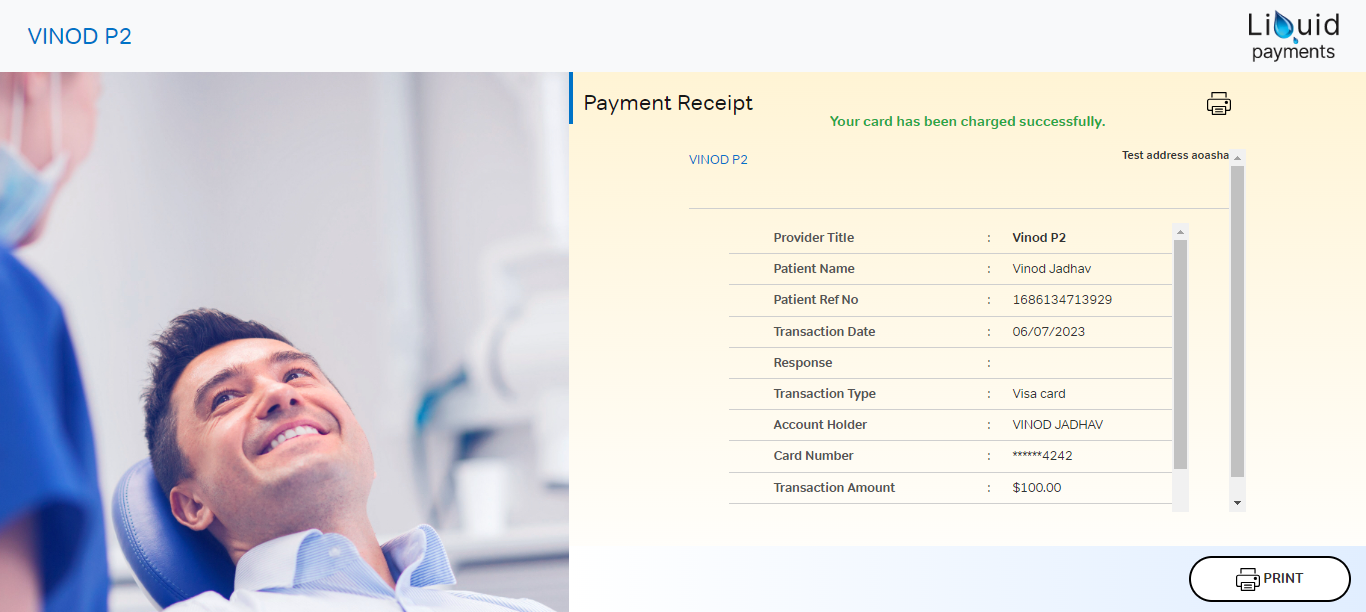 VINOD P2
Liquid
payments
Payment Receipt
Your card has been charged successfully.
VINOD P2
Test address aoasha
Provider Title : Vinod P2
Patient Name : Vinod Jadhav
Patient Ref No : 1686134713929
Transaction Date : 06/07/2023
Response :
Transaction Type : Visa card
Account Holder : VINOD JADHAV
Card Number : ******4242
Transaction Amount : $100.00
PRINT